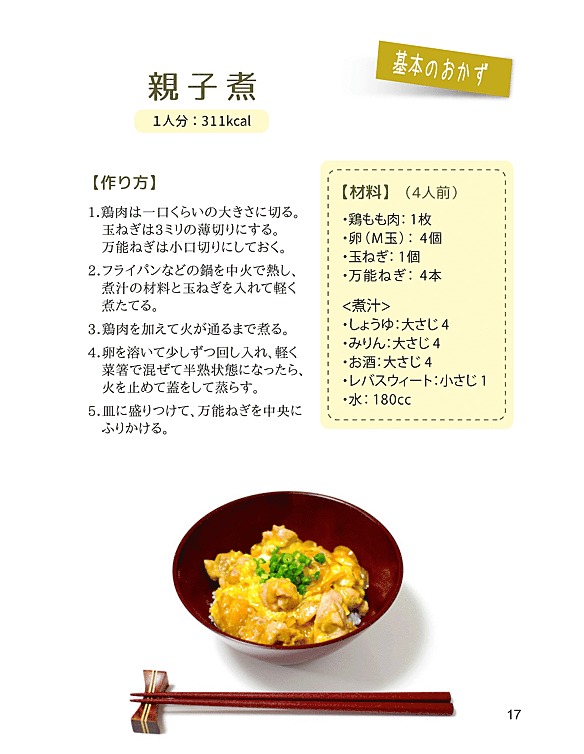 基本のおかず
親子煮
1人分：311kcal
【作り方】
1.鶏肉は一口くらいの大きさに切る。
玉ねぎは3ミリの薄切りにする。
万能ねぎは小口切りにしておく。
2.フライパンなどの鍋を中火で熱し、
煮汁の材料と玉ねぎを入れて軽く
煮たてる。
3.鶏肉を加えて火が通るまで煮る。
4.卵を溶いて少しずつ回し入れ、軽く
菜箸で混ぜて半熟状態になったら、
火を止めて蓋をして蒸らす。
5.皿に盛りつけて、万能ねぎを中央に
ふりかける。
【材料】（4人前）
・鶏もも肉：1枚
・卵（M玉）：4個
・玉ねぎ：1個
・万能ねぎ：4本
<煮汁>
・しょうゆ：大さじ4
・みりん：大さじ4
・お酒：大さじ4
・レバスウィート：小さじ1
・水：180cc
17